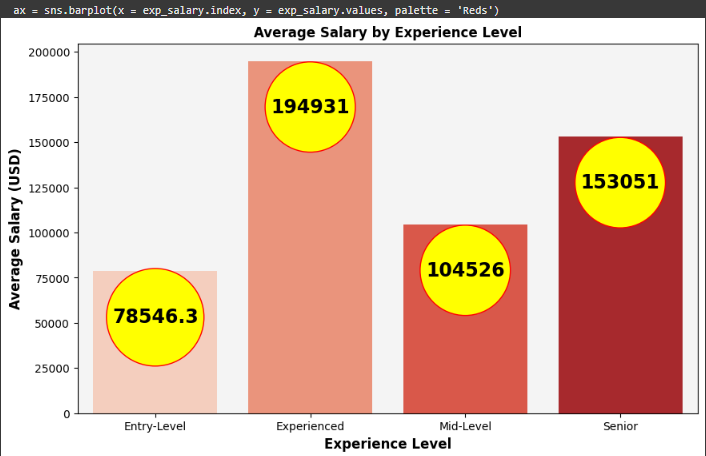 ax = sns.barplot(x = exp_salary.index, y = exp_salary.values, palette = 'Reds')
Average Salary by Experience Level
200000
175000
150000
125000
100000
75000
50000
25000
0
Average Salary (USD)
78546.3
194931
104526
153051
Entry-Level
Experienced
Mid-Level
Senior
Experience Level